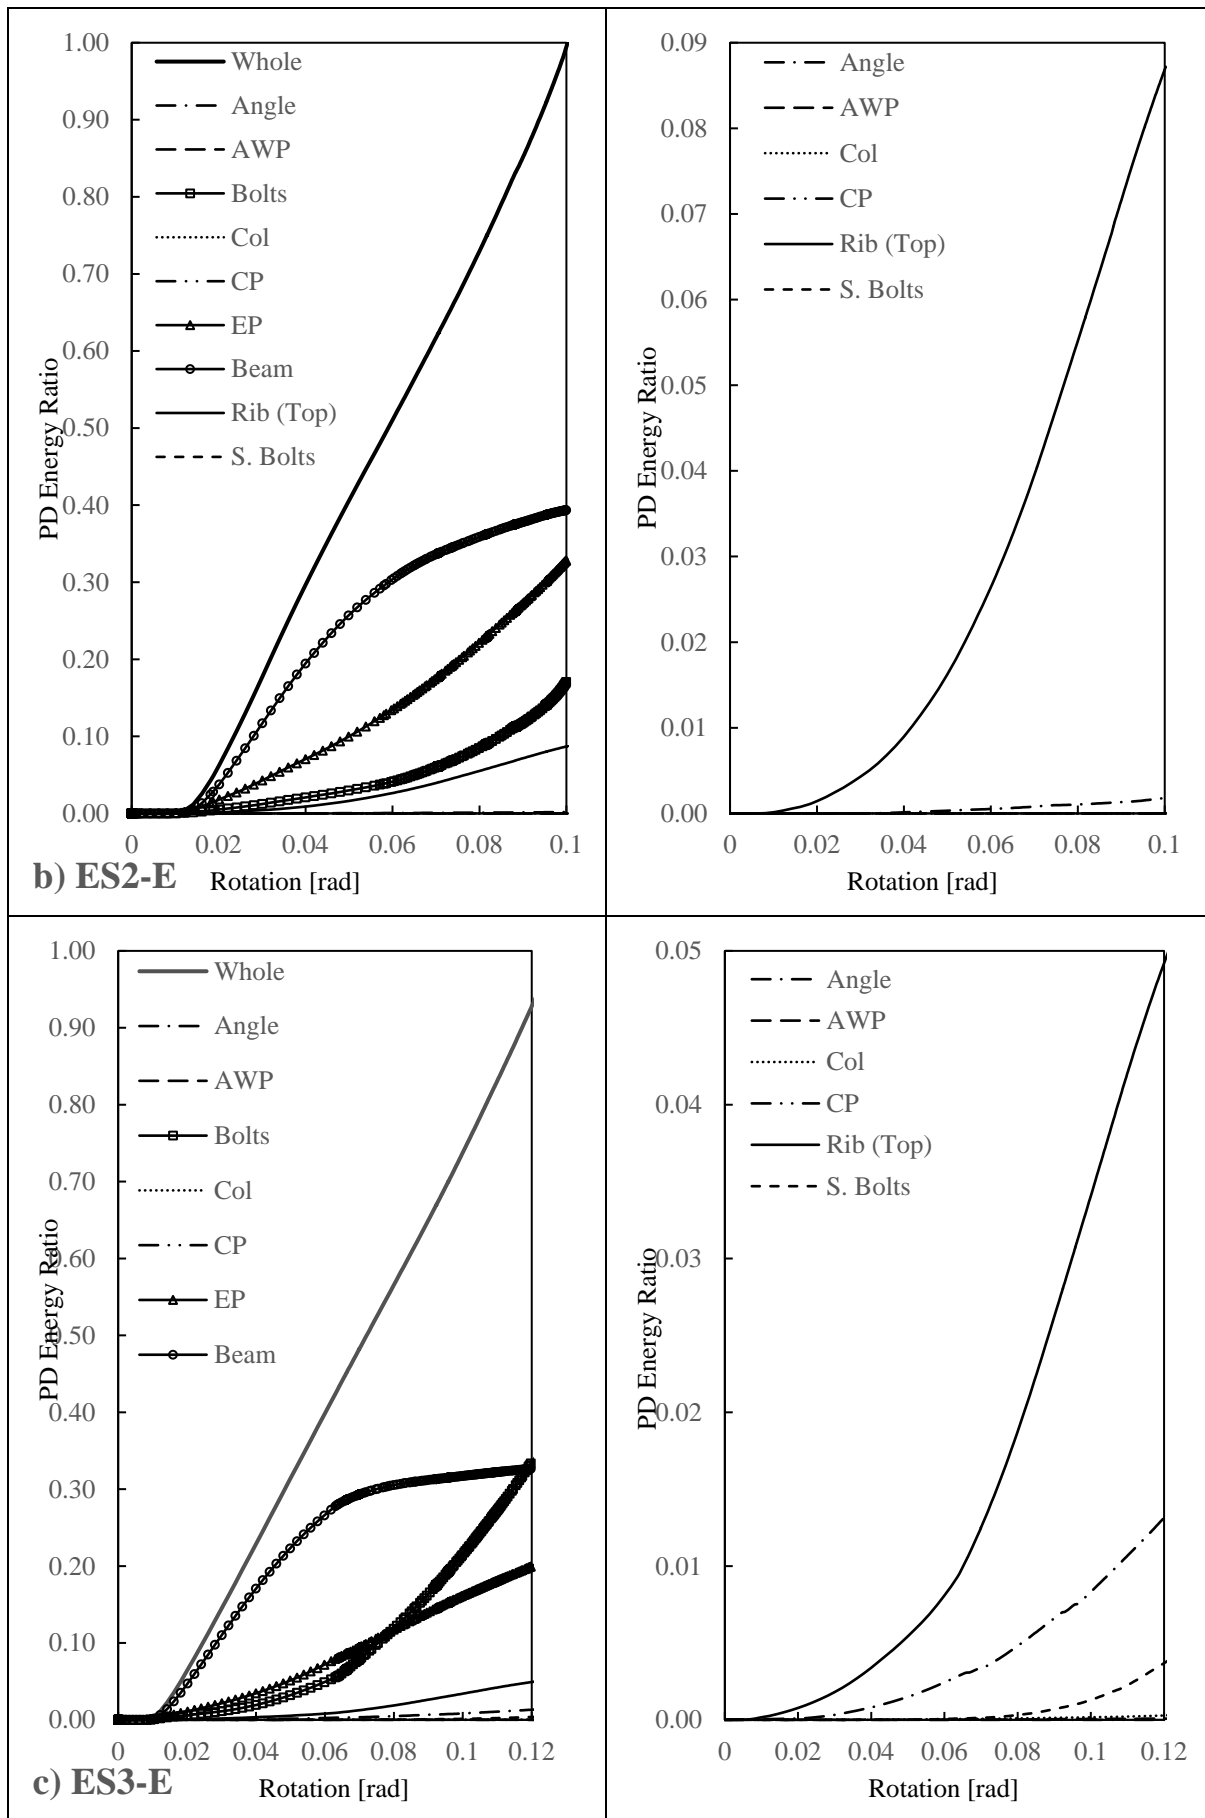 1.00
0.90
0.80
0.70
0.60
0.50
0.40
0.30
0.20
0.10
0.00
PD Energy Ratio
Whole
Angle
AWP
Bolts
Col
CP
EP
Beam
Rib (Top)
S. Bolts
0 0.02 0.04 0.06 0.08 0.1
b) ES2-E
Rotation [rad]
0.09
0.08
0.07
0.06
0.05
0.04
0.03
0.02
0.01
0.00
PD Energy Ratio
Angle
AWP
Col
CP
Rib (Top)
S. Bolts
0 0.02 0.04 0.06 0.08 0.1
Rotation [rad]
1.00
0.90
0.80
0.70
0.60
0.50
0.40
0.30
0.20
0.10
0.00
PD Energy Ratio
Whole
Angle
AWP
Bolts
Col
CP
EP
Beam
0 0.02 0.04 0.06 0.08 0.1 0.12
c) ES3-E
Rotation [rad]
0.05
0.04
0.03
0.02
0.01
0.00
PD Energy Ratio
Angle
AWP
Col
CP
Rib (Top)
S. Bolts
0 0.02 0.04 0.06 0.08 0.1 0.12
Rotation [rad]